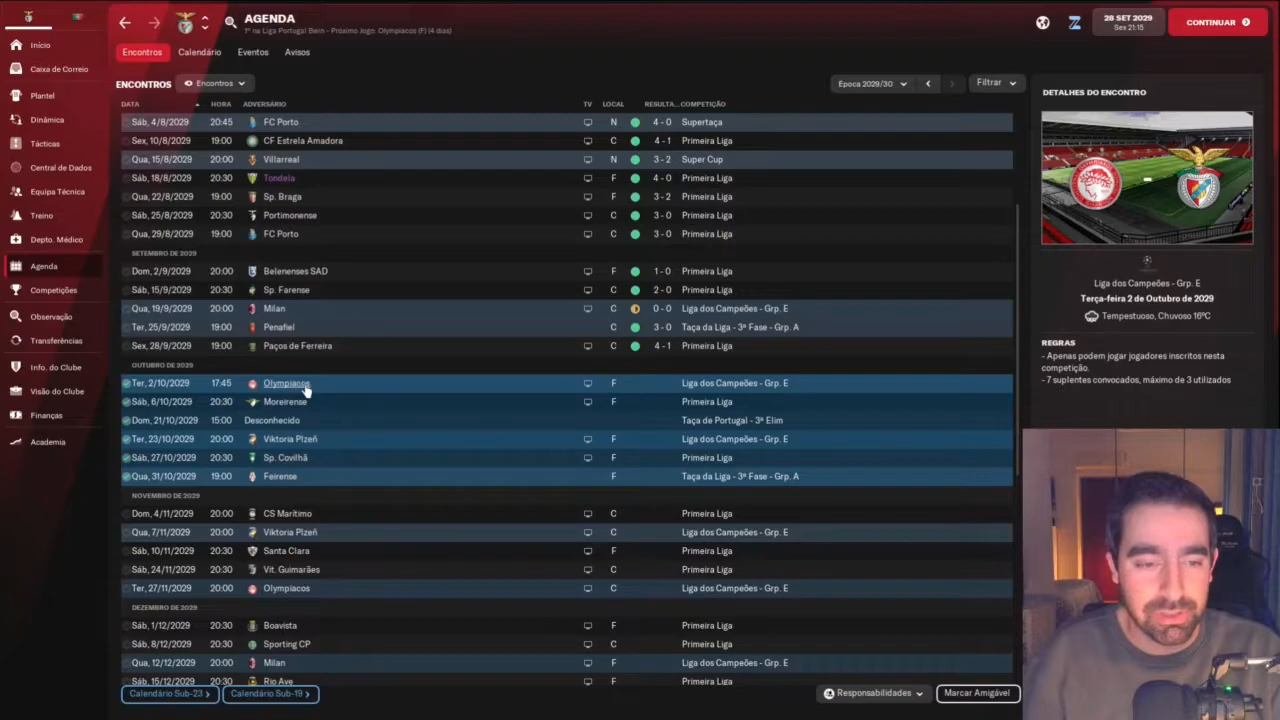 AGENDA
1º na Liga Portugal Bwin - Próximo Jogo: Olympiacos (F) (4 dias)
28 SET 2029
Sex 21:15
CONTINUAR
Início
Caixa de Correio
Plantel
Dinâmica
Tácticas
Central de Dados
Equipa Técnica
Treino
Depto. Médico
Agenda
Competições
Observação
Transferências
Info. do Clube
Visão do Clube
Finanças
Academia
Encontros Calendário Eventos Avisos
ENCONTROS Encontros Época 2029/30 Filtrar
DATA HORA ADVERSÁRIO TV LOCAL RESULTA... COMPETIÇÃO
Sáb, 4/8/2029 20:45 FC Porto N 4 - 0 Supertaça
Sex, 10/8/2029 19:00 CF Estrela Amadora C 4 - 1 Primeira Liga
Qua, 15/8/2029 20:00 Villarreal N 3 - 2 Super Cup
Sáb, 18/8/2029 20:30 Tondela F 4 - 0 Primeira Liga
Qua, 22/8/2029 19:00 Sp. Braga F 3 - 2 Primeira Liga
Sáb, 25/8/2029 20:30 Portimonense C 3 - 0 Primeira Liga
Qua, 29/8/2029 19:00 FC Porto C 3 - 0 Primeira Liga
SETEMBRO DE 2029
Dom, 2/9/2029 20:00 Belenenses SAD F 1 - 0 Primeira Liga
Sáb, 15/9/2029 20:30 Sp. Farense C 2 - 0 Primeira Liga
Qua, 19/9/2029 20:00 Milan C 0 - 0 Liga dos Campeões - Grp. E
Ter, 25/9/2029 19:00 Penafiel C 3 - 0 Taça da Liga - 3ª Fase - Grp. A
Sex, 28/9/2029 19:00 Paços de Ferreira C 4 - 1 Primeira Liga
OUTUBRO DE 2029
Ter, 2/10/2029 17:45 Olympiacos F Liga dos Campeões - Grp. E
Sáb, 6/10/2029 20:30 Moreirense F Primeira Liga
Dom, 21/10/2029 15:00 Desconhecido Taça de Portugal - 3ª Elim
Ter, 23/10/2029 20:00 Viktoria Plzeň F Liga dos Campeões - Grp. E
Sáb, 27/10/2029 20:30 Sp. Covilhã F Primeira Liga
Qua, 31/10/2029 19:00 Feirense F Taça da Liga - 3ª Fase - Grp. A
NOVEMBRO DE 2029
Dom, 4/11/2029 20:00 CS Marítimo C Primeira Liga
Qua, 7/11/2029 20:00 Viktoria Plzeň C Liga dos Campeões - Grp. E
Sáb, 10/11/2029 20:30 Santa Clara F Primeira Liga
Sáb, 24/11/2029 20:30 Vit. Guimarães C Primeira Liga
Ter, 27/11/2029 20:00 Olympiacos C Liga dos Campeões - Grp. E
DEZEMBRO DE 2029
Sáb, 1/12/2029 20:30 Boavista F Primeira Liga
Sáb, 8/12/2029 20:30 Sporting CP C Primeira Liga
Qua, 12/12/2029 20:00 Milan F Liga dos Campeões - Grp. E
Sáb, 15/12/2029 20:30 Rio Ave F Primeira Liga
Calendário Sub-23 Calendário Sub-19 Responsabilidades Marcar Amigável
DETALHES DO ENCONTRO
Liga dos Campeões - Grp. E
Terça-feira 2 de Outubro de 2029
Tempestuoso, Chuvoso 16ºC
REGRAS
- Apenas podem jogar jogadores inscritos nesta
competição.
- 7 suplentes convocados, máximo de 3 utilizados